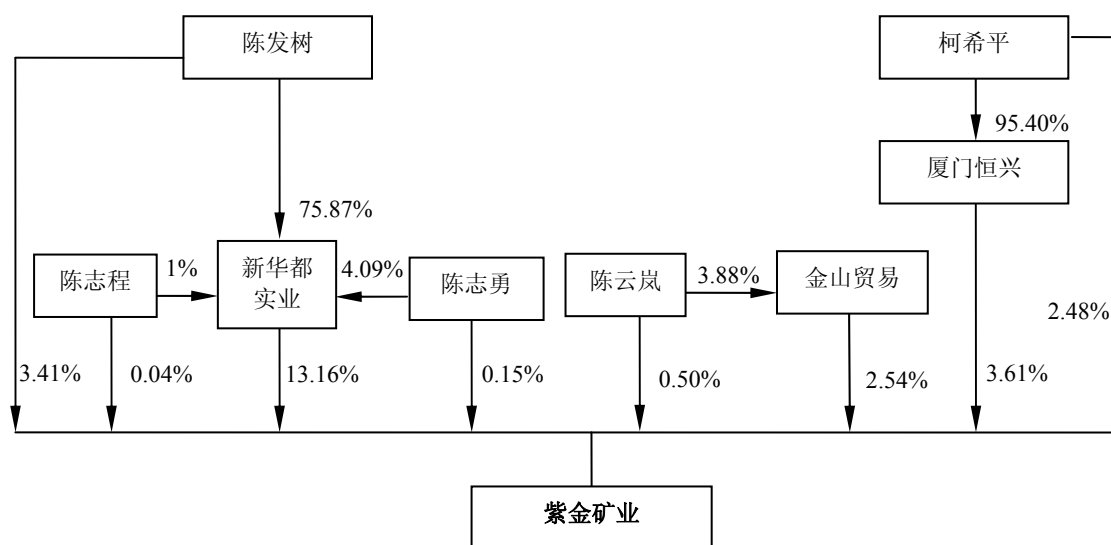 陈发树
柯希平
95.40%
厦门恒兴
75.87%
陈志程
1%
新华都
实业
4.09%
陈志勇
陈云岚
3.88%
金山贸易
2.48%
3.41%
0.04%
13.16%
0.15%
0.50%
2.54%
3.61%
紫金矿业